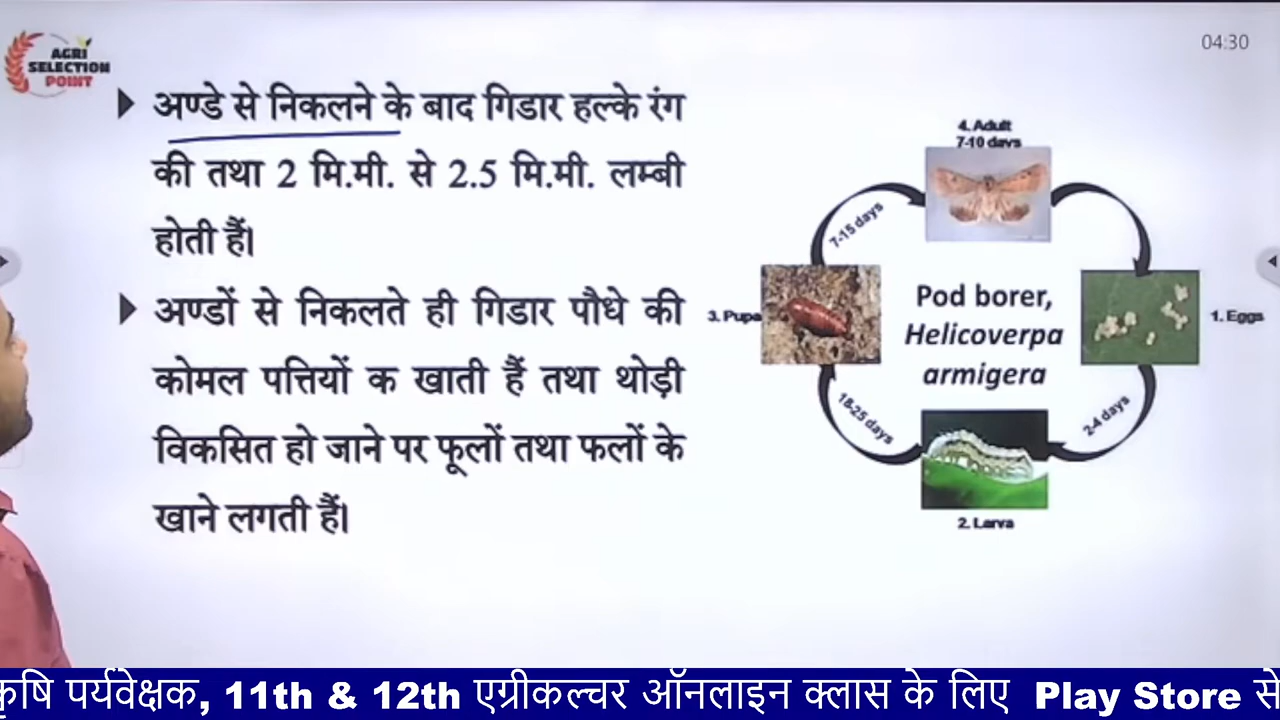 AGRI
SELECTION
POINT
04:30
अण्डे से निकलने के बाद गिडार हल्के रंग
की तथा 2 मि.मी. से 2.5 मि.मी. लम्बी
होती हैं।
अण्डों से निकलते ही गिडार पौधे की
कोमल पत्तियों क खाती हैं तथा थोड़ी
विकसित हो जाने पर फूलों तथा फलों के
खाने लगती हैं।
4. Adult
7-10 days
7-15 days
3. Pupa
Pod borer,
Helicoverpa
armigera
1. Eggs
18-25 days
2-4 days
2. Larva
कृषि पर्यवेक्षक, 11th & 12th एग्रीकल्चर ऑनलाइन क्लास के लिए Play Store से